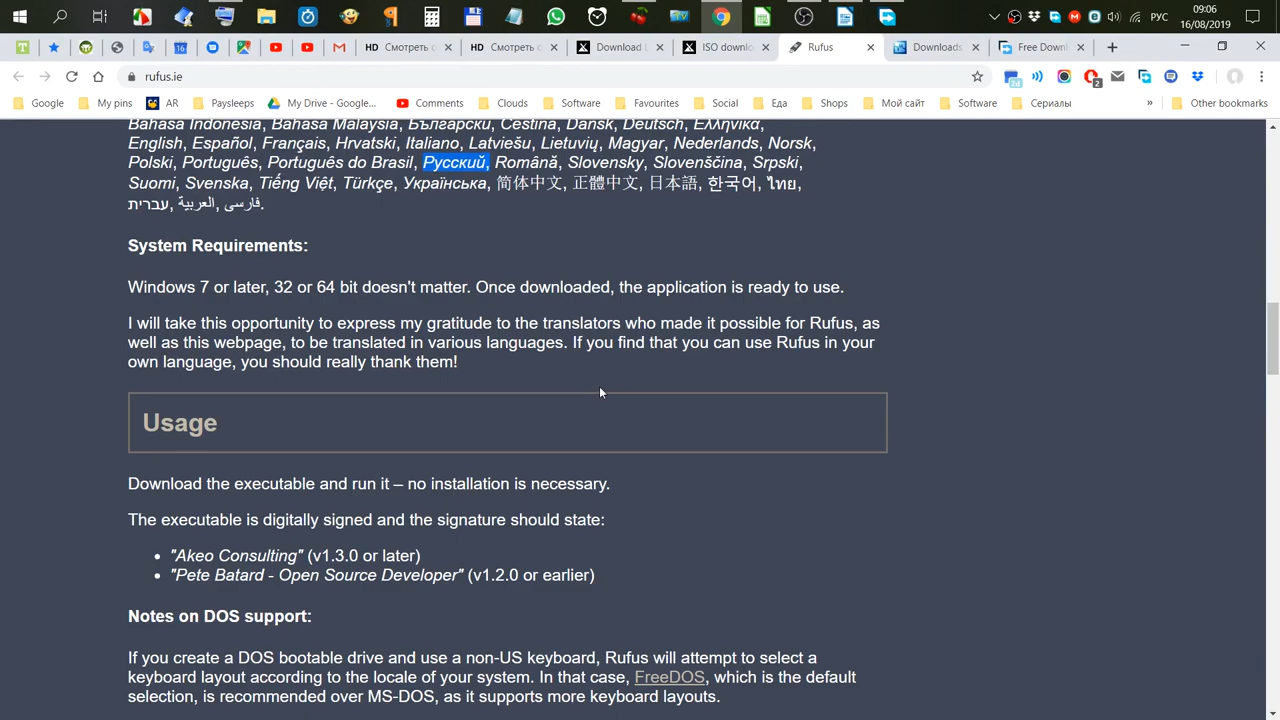 09:06
РУС
16/08/2019
HD Смотреть с
HD Смотреть с
Download L
ISO downlo
Rufus
Downloads
Free Downl
rufus.ie
Google
My pins
AR
Paysleeps
My Drive - Google...
Comments
Clouds
Software
Favourites
Social
Еда
Shops
Мой сайт
Software
Сериалы
»
Other bookmarks
Bahasa Indonesia, Bahasa Malaysia, Български, Čeština, Dansk, Deutsch, Ελληνικά,
English, Español, Français, Hrvatski, Italiano, Latviešu, Lietuvių, Magyar, Nederlands, Norsk,
Polski, Português, Português do Brasil, Русский, Română, Slovensky, Slovenščina, Srpski,
Suomi, Svenska, Tiếng Việt, Türkçe, Українська, 简体中文, 正體中文, 日本語, 한국어, ไทย,
עברית, العربية, فارسی.
System Requirements:
Windows 7 or later, 32 or 64 bit doesn't matter. Once downloaded, the application is ready to use.
I will take this opportunity to express my gratitude to the translators who made it possible for Rufus, as
well as this webpage, to be translated in various languages. If you find that you can use Rufus in your
own language, you should really thank them!
Usage
Download the executable and run it – no installation is necessary.
The executable is digitally signed and the signature should state:
• "Akeo Consulting" (v1.3.0 or later)
• "Pete Batard - Open Source Developer" (v1.2.0 or earlier)
Notes on DOS support:
If you create a DOS bootable drive and use a non-US keyboard, Rufus will attempt to select a
keyboard layout according to the locale of your system. In that case, FreeDOS, which is the default
selection, is recommended over MS-DOS, as it supports more keyboard layouts.